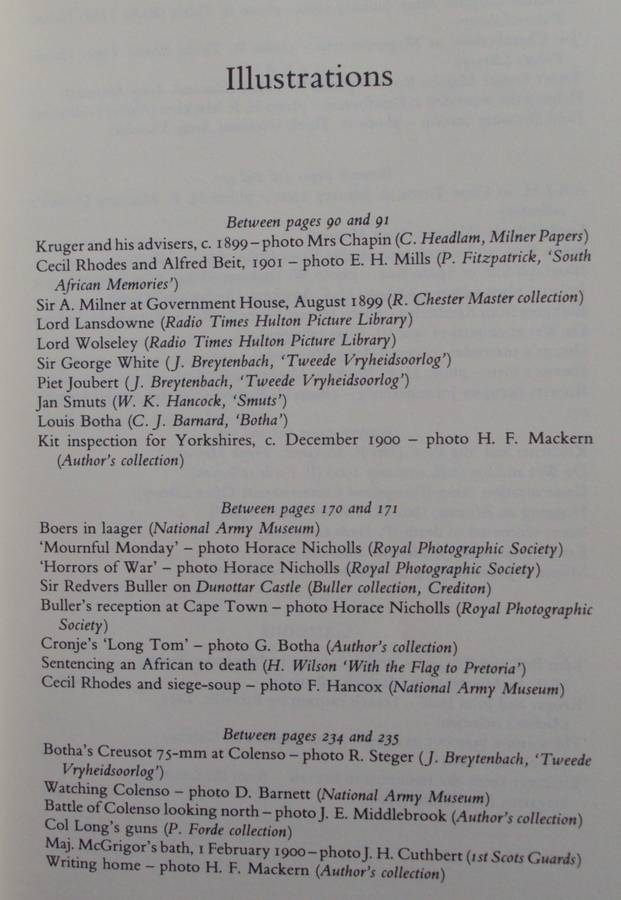 Illustrations
Between pages 90 and 91
Kruger and his advisers, c. 1899 – photo Mrs Chapin (C. Headlam, Milner Papers)
Cecil Rhodes and Alfred Beit, 1901 – photo E. H. Mills (P. Fitzpatrick, 'South
African Memories')
Sir A. Milner at Government House, August 1899 (R. Chester Master collection)
Lord Lansdowne (Radio Times Hulton Picture Library)
Lord Wolseley (Radio Times Hulton Picture Library)
Sir George White (J. Breytenbach, 'Tweede Vryheidsoorlog')
Piet Joubert (J. Breytenbach, 'Tweede Vryheidsoorlog')
Jan Smuts (W. K. Hancock, 'Smuts')
Louis Botha (C. J. Barnard, 'Botha')
Kit inspection for Yorkshires, c. December 1900 – photo H. F. Mackern
(Author's collection)
Between pages 170 and 171
Boers in laager (National Army Museum)
'Mournful Monday' – photo Horace Nicholls (Royal Photographic Society)
'Horrors of War' – photo Horace Nicholls (Royal Photographic Society)
Sir Redvers Buller on Dunottar Castle (Buller collection, Crediton)
Buller's reception at Cape Town – photo Horace Nicholls (Royal Photographic
Society)
Cronje's 'Long Tom' – photo G. Botha (Author's collection)
Sentencing an African to death (H. Wilson 'With the Flag to Pretoria')
Cecil Rhodes and siege-soup – photo F. Hancox (National Army Museum)
Between pages 234 and 235
Botha's Creusot 75-mm at Colenso – photo R. Steger (J. Breytenbach, 'Tweede
Vryheidsoorlog')
Watching Colenso – photo D. Barnett (National Army Museum)
Battle of Colenso looking north – photo J. E. Middlebrook (Author's collection)
Col Long's guns (P. Forde collection)
Maj. McGrigor's bath, 1 February 1900 – photo J. H. Cuthbert (1st Scots Guards)
Writing home – photo H. F. Mackern (Author's collection)